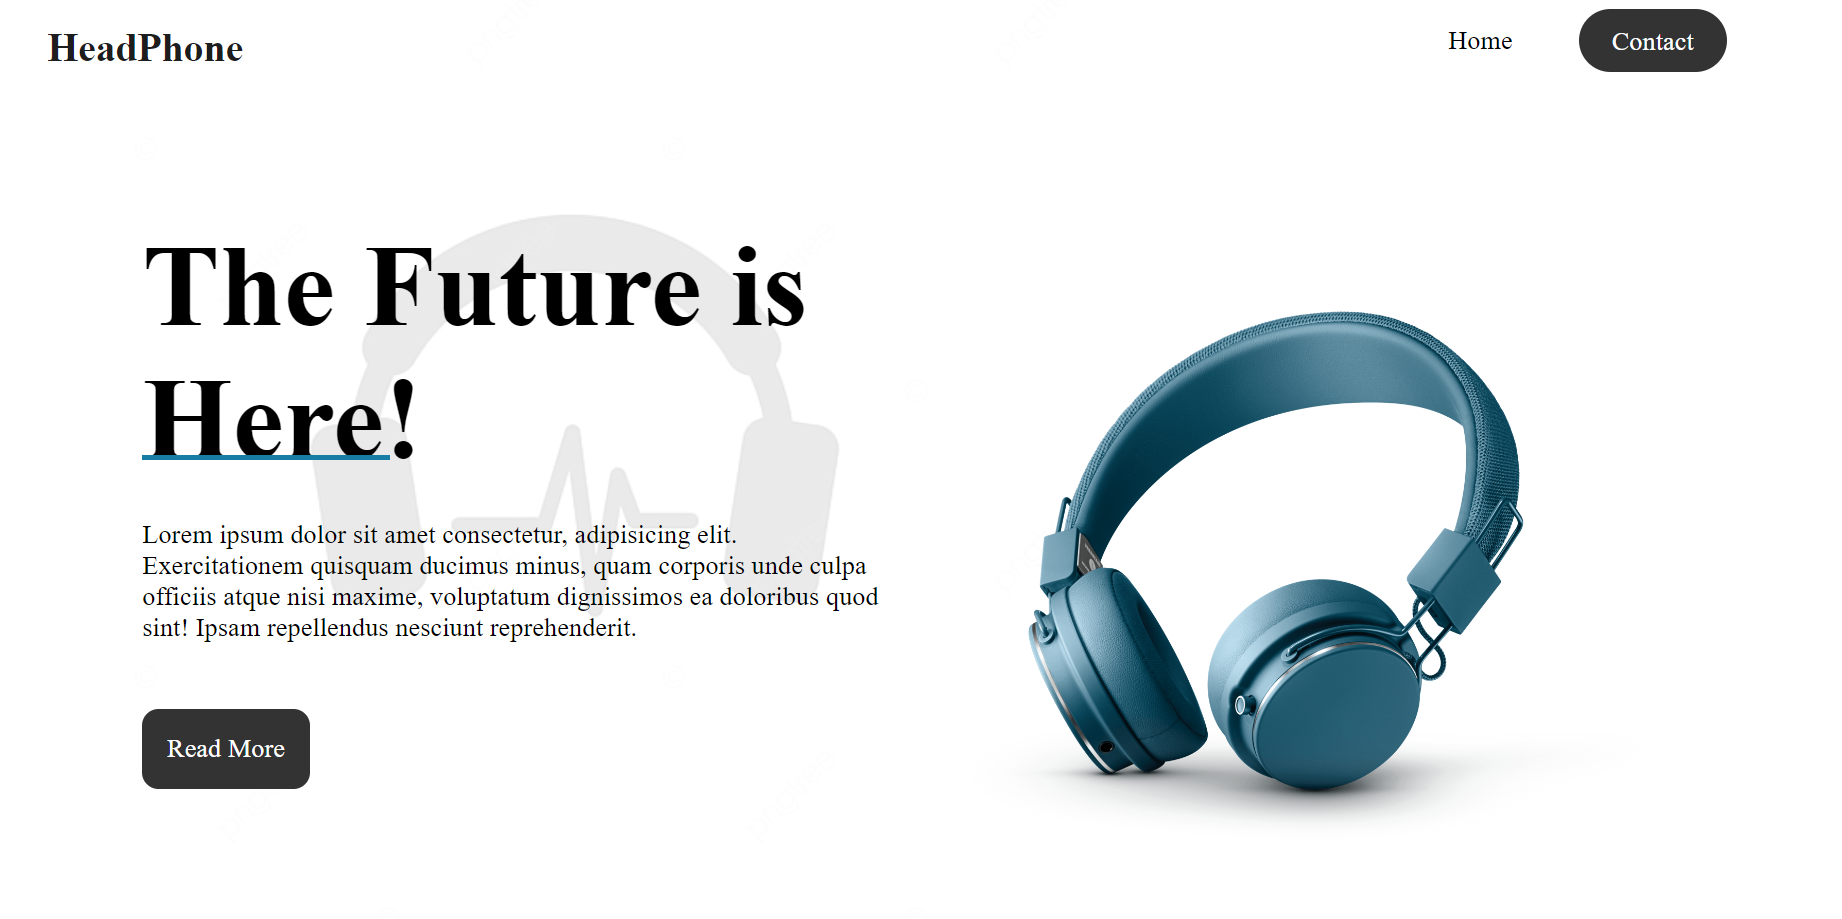 HeadPhone
Home
Contact
The Future is
Here!
Lorem ipsum dolor sit amet consectetur, adipisicing elit.
Exercitationem quisquam ducimus minus, quam corporis unde culpa
officiis atque nisi maxime, voluptatum dignissimos ea doloribus quod
sint! Ipsam repellendus nesciunt reprehenderit.
Read More